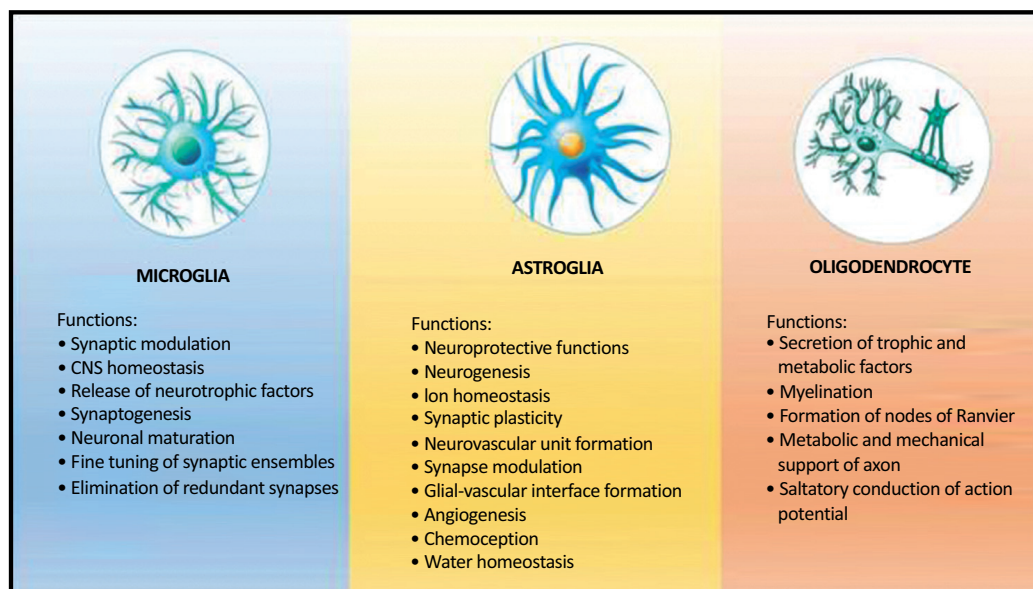 MICROGLIA
Functions:
• Synaptic modulation
• CNS homeostasis
• Release of neurotrophic factors
• Synaptogenesis
• Neuronal maturation
• Fine tuning of synaptic ensembles
• Elimination of redundant synapses
ASTROGLIA
Functions:
• Neuroprotective functions
• Neurogenesis
• Ion homeostasis
• Synaptic plasticity
• Neurovascular unit formation
• Synapse modulation
• Glial-vascular interface formation
• Angiogenesis
• Chemoception
• Water homeostasis
OLIGODENDROCYTE
Functions:
• Secretion of trophic and
metabolic factors
• Myelination
• Formation of nodes of Ranvier
• Metabolic and mechanical
support of axon
• Saltatory conduction of action
potential